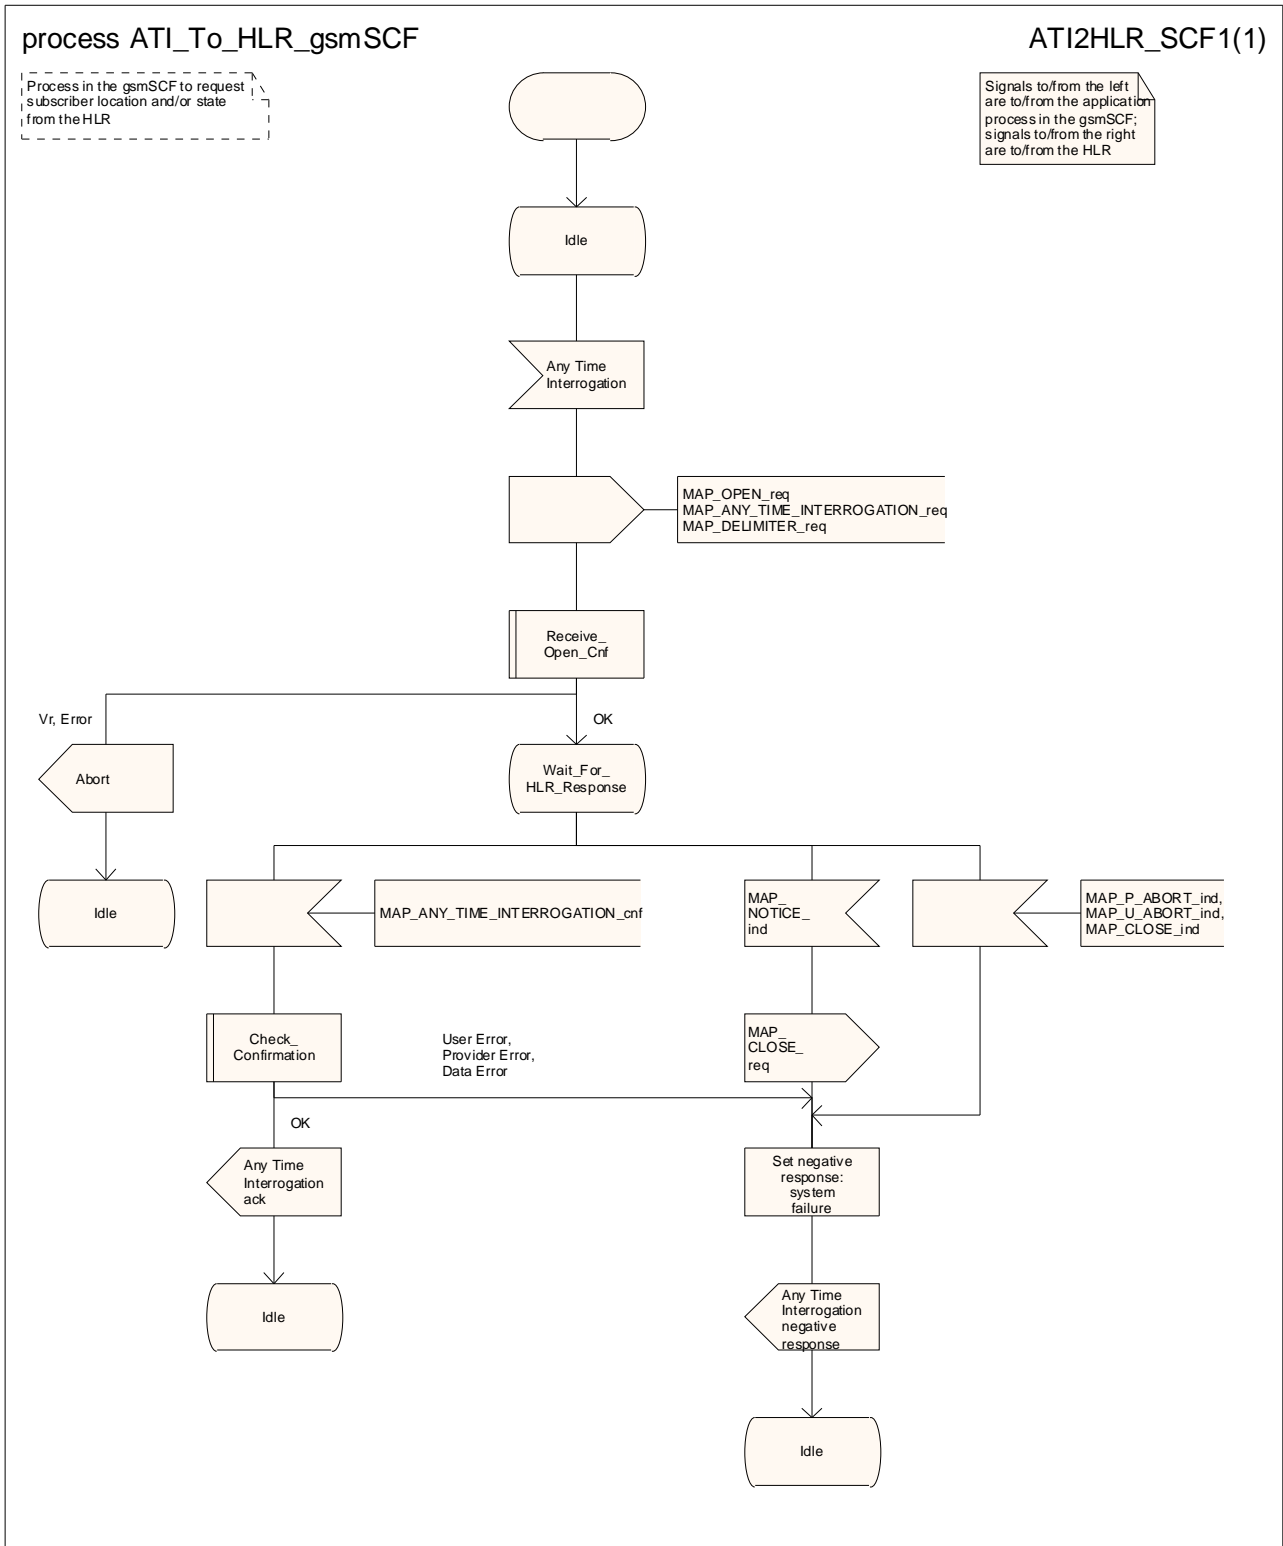 process ATI_To_HLR_gsmSCF
ATI2HLR_SCF1(1)
Process in the gsmSCF to request
subscriber location and/or state
from the HLR
Signals to/from the left
are to/from the application
process in the gsmSCF;
signals to/from the right
are to/from the HLR
Idle
Any Time
Interrogation
MAP_OPEN_req
MAP_ANY_TIME_INTERROGATION_req
MAP_DELIMITER_req
Receive_
Open_Cnf
Vr, Error
OK
Abort
Wait_For_
HLR_Response
Idle
MAP_ANY_TIME_INTERROGATION_cnf
MAP_
NOTICE_
ind
MAP_P_ABORT_ind,
MAP_U_ABORT_ind,
MAP_CLOSE_ind
Check_
Confirmation
User Error,
Provider Error,
Data Error
MAP_
CLOSE_
req
OK
Any Time
Interrogation
ack
Set negative
response:
system
failure
Idle
Any Time
Interrogation
negative
response
Idle